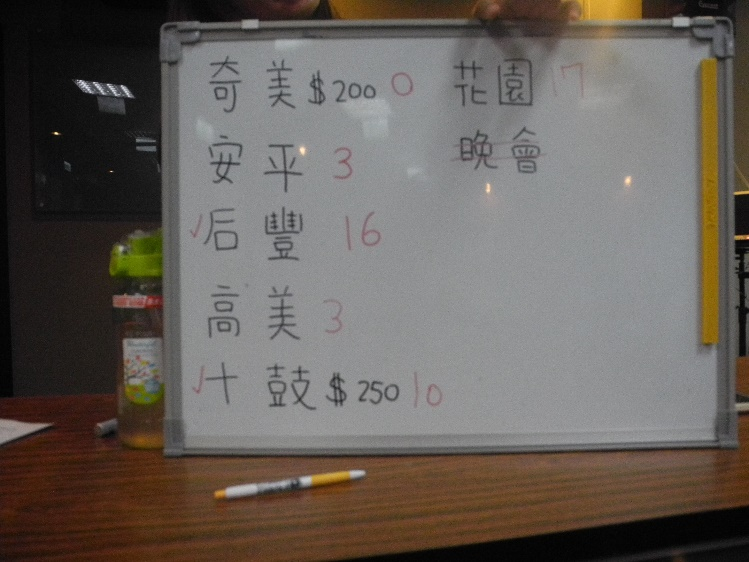 奇美 $200 0
安平 3
✓后豐 16
高美 3
✓十鼓 $250 10
花園 17
晚會